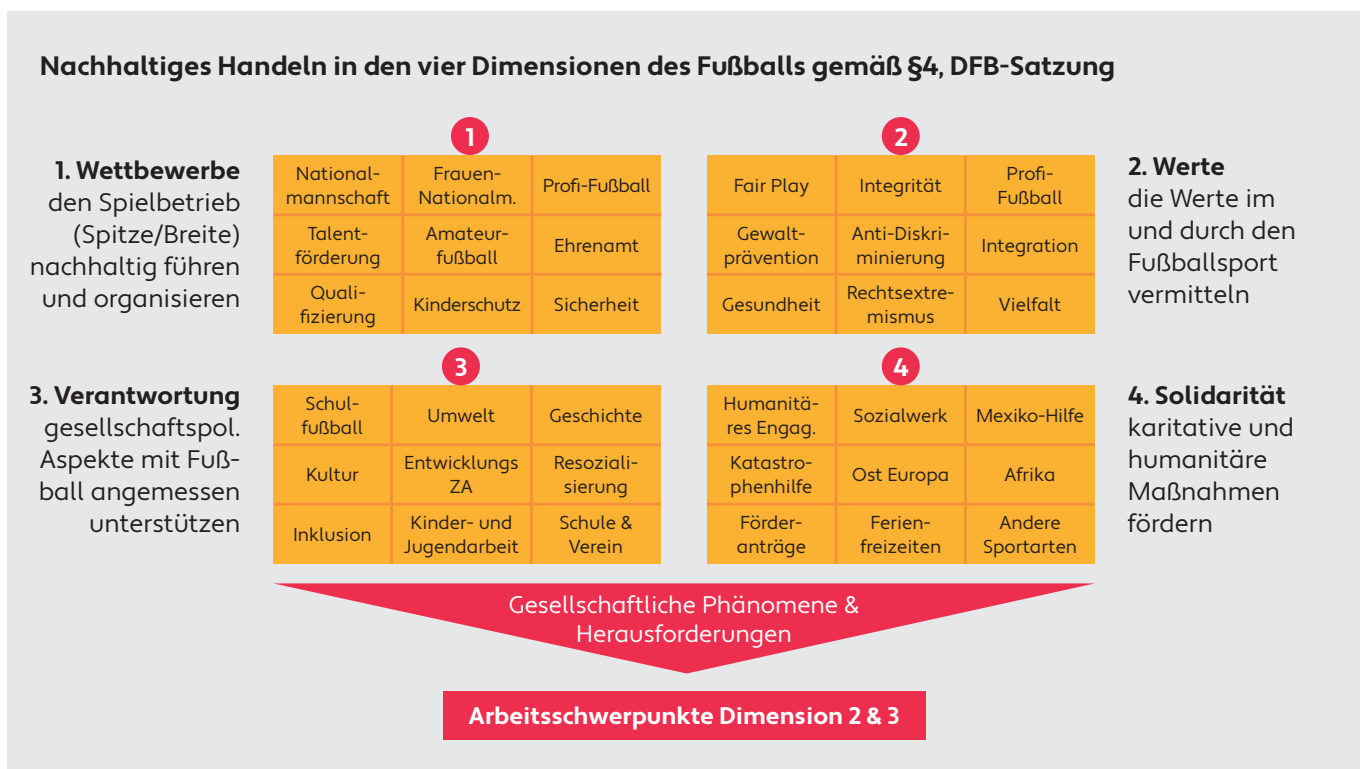 Nachhaltiges Handeln in den vier Dimensionen des Fußballs gemäß §4, DFB-Satzung
1. Wettbewerbe
den Spielbetrieb
(Spitze/Breite)
nachhaltig führen
und organisieren
1
National-
mannschaft
Frauen-
Nationalm.
Profi-Fußball
Talent-
förderung
Amateur-
fußball
Ehrenamt
Quali-
fizierung
Kinderschutz
Sicherheit
2
Fair Play
Integrität
Profi-
Fußball
Gewalt-
prävention
Anti-Diskri-
minierung
Integration
Gesundheit
Rechtsextre-
mismus
Vielfalt
2. Werte
die Werte im
und durch den
Fußballsport
vermitteln
3. Verantwortung
gesellschaftspol.
Aspekte mit Fuß-
ball angemessen
unterstützen
3
Schul-
fußball
Umwelt
Geschichte
Kultur
Entwicklungs
ZA
Resoziali-
sierung
Inklusion
Kinder- und
Jugendarbeit
Schule &
Verein
4
Humanitä-
res Engag.
Sozialwerk
Mexiko-Hilfe
Katastro-
phenhilfe
Ost Europa
Afrika
Förder-
anträge
Ferien-
freizeiten
Andere
Sportarten
4. Solidarität
karitative und
humanitäre
Maßnahmen
fördern
Gesellschaftliche Phänomene &
Herausforderungen
Arbeitsschwerpunkte Dimension 2 & 3